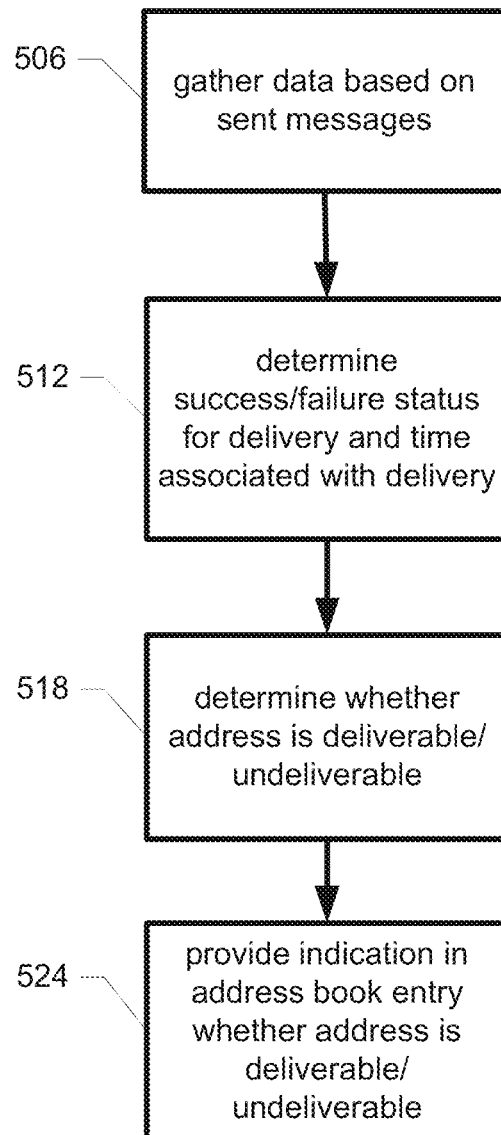 506
gather data based on
sent messages
512
determine
success/failure status
for delivery and time
associated with delivery
518
determine whether
address is deliverable/
undeliverable
524
provide indication in
address book entry
whether address is
deliverable/
undeliverable